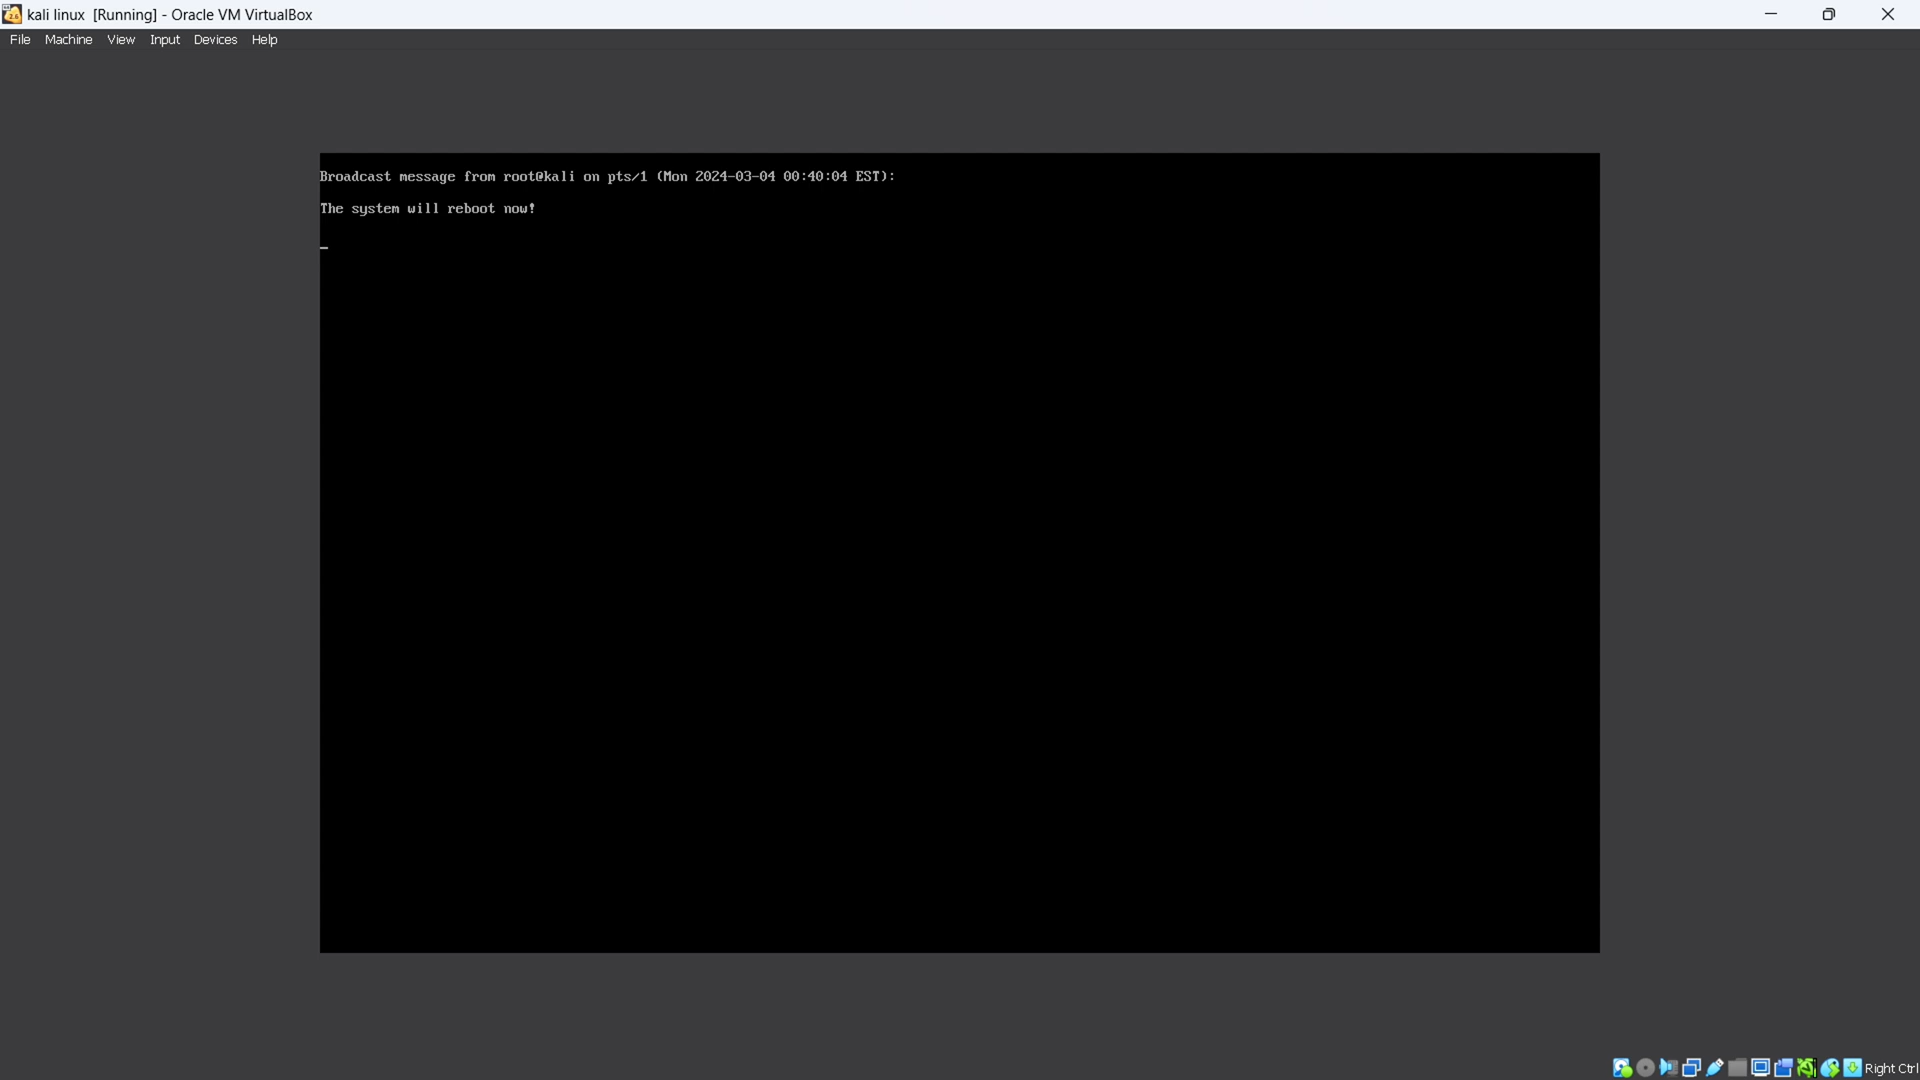 kali linux  [Running] - Oracle VM VirtualBox
File Machine View Input Devices Help
Broadcast message from root@kali on pts/1 (Mon 2024-03-04 00:40:04 EST):
The system will reboot now!
Right Ctrl